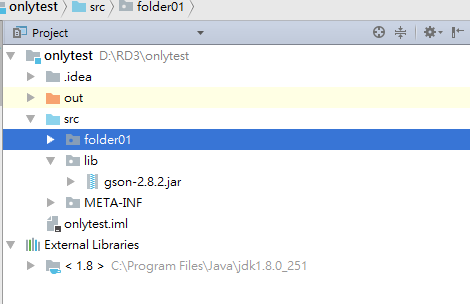 onlytest src folder01
Project
onlytest D:\RD3\onlytest
.idea
out
src
folder01
lib
gson-2.8.2.jar
META-INF
onlytest.iml
External Libraries
< 1.8 > C:\Program Files\Java\jdk1.8.0_251